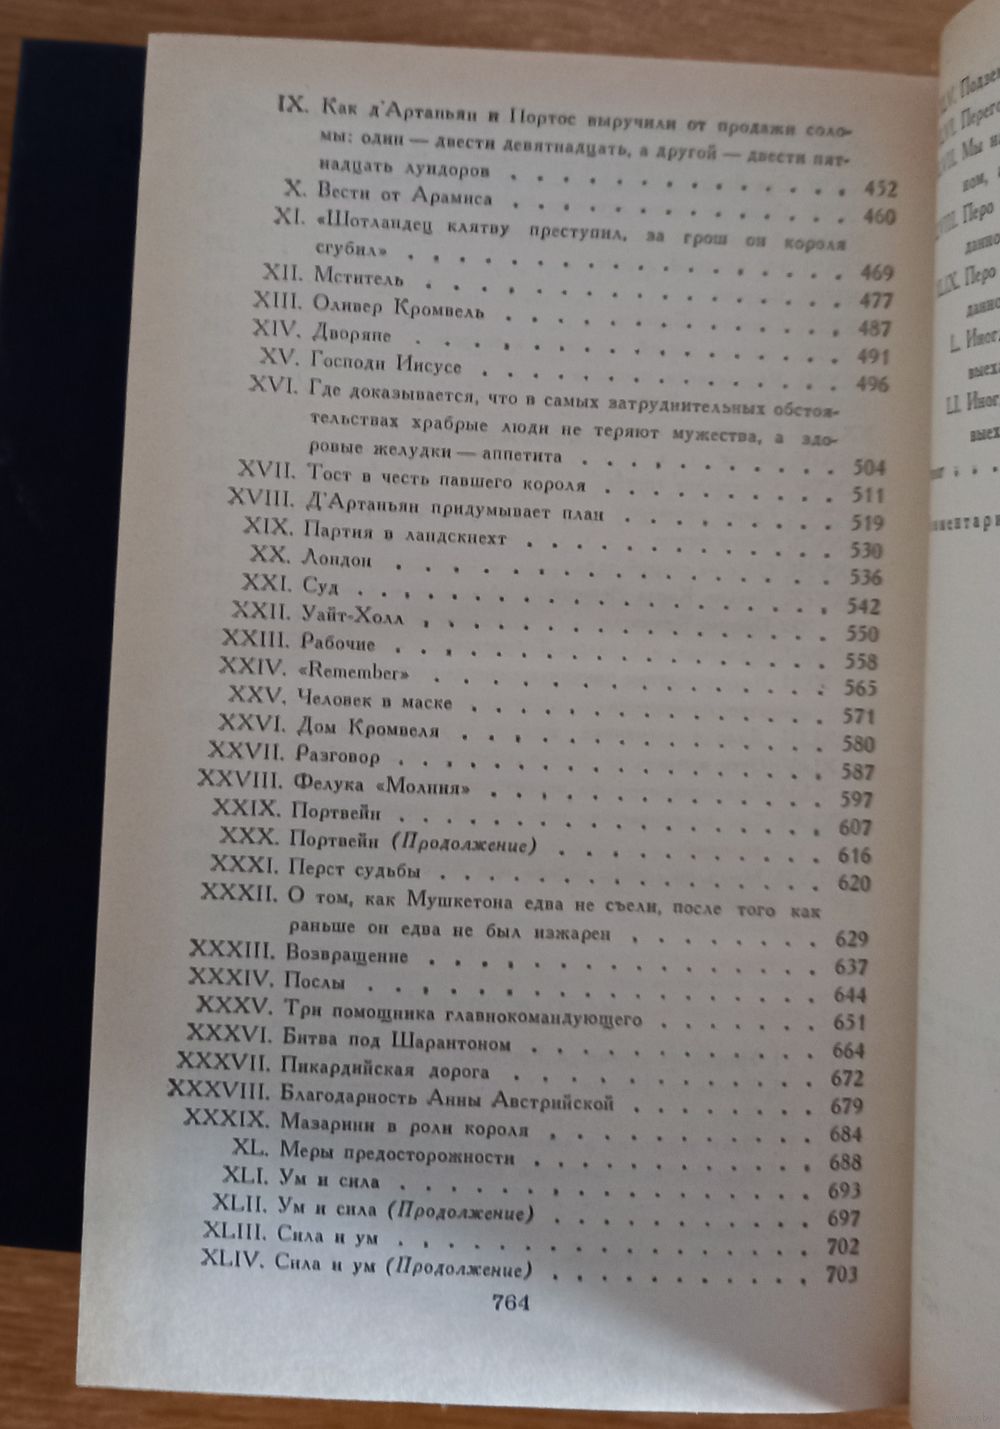 IX. Как д'Артаньян и Портос выручили от продажи соло-
мы: один — двести девятнадцать, а другой — двести пят-
надцать луидоров . . . . . . . . . . . . . . 452
X. Вести от Арамиса . . . . . . . . . . . . . . 460
XI. «Шотландец клятву преступил, за грош он короля
сгубил» . . . . . . . . . . . . . . . . . . 469
XII. Мститель . . . . . . . . . . . . . . . . . 477
XIII. Оливер Кромвель . . . . . . . . . . . . . . 487
XIV. Дворяне . . . . . . . . . . . . . . . . . 491
XV. Господи Иисусе . . . . . . . . . . . . . . . 496
XVI. Где доказывается, что в самых затруднительных обстоя-
тельствах храбрые люди не теряют мужества, а здо-
ровые желудки — аппетита . . . . . . . . . . . 504
XVII. Тост в честь павшего короля . . . . . . . . . . 511
XVIII. Д'Артаньян придумывает план . . . . . . . . . 519
XIX. Партия в ландскнехт . . . . . . . . . . . . . 530
XX. Лондон . . . . . . . . . . . . . . . . . . 536
XXI. Суд . . . . . . . . . . . . . . . . . . . . 542
XXII. Уайт-Холл . . . . . . . . . . . . . . . . . 550
XXIII. Рабочие . . . . . . . . . . . . . . . . . . 558
XXIV. «Remember» . . . . . . . . . . . . . . . . 565
XXV. Человек в маске . . . . . . . . . . . . . . . 571
XXVI. Дом Кромвеля . . . . . . . . . . . . . . . 580
XXVII. Разговор . . . . . . . . . . . . . . . . . . 587
XXVIII. Фелука «Молния» . . . . . . . . . . . . . . 597
XXIX. Портвейн . . . . . . . . . . . . . . . . . . 607
XXX. Портвейн (Продолжение) . . . . . . . . . . . . 616
XXXI. Перст судьбы . . . . . . . . . . . . . . . . 620
XXXII. О том, как Мушкетона едва не съели, после того как
раньше он едва не был изжарен . . . . . . . . 629
XXXIII. Возвращение . . . . . . . . . . . . . . . . 637
XXXIV. Послы . . . . . . . . . . . . . . . . . . . 644
XXXV. Три помощника главнокомандующего . . . . . . . 651
XXXVI. Битва под Шарантоном . . . . . . . . . . . . 664
XXXVII. Пикардийская дорога . . . . . . . . . . . . . 672
XXXVIII. Благодарность Анны Австрийской . . . . . . . . 679
XXXIX. Мазарини в роли короля . . . . . . . . . . . 684
XL. Меры предосторожности . . . . . . . . . . . . 688
XLI. Ум и сила . . . . . . . . . . . . . . . . . 693
XLII. Ум и сила (Продолжение) . . . . . . . . . . . 697
XLIII. Сила и ум . . . . . . . . . . . . . . . . . 702
XLIV. Сила и ум (Продолжение) . . . . . . . . . . . 703
764
Мы
ном,
VIII. Перо
LIX. Перо
L.
LI.